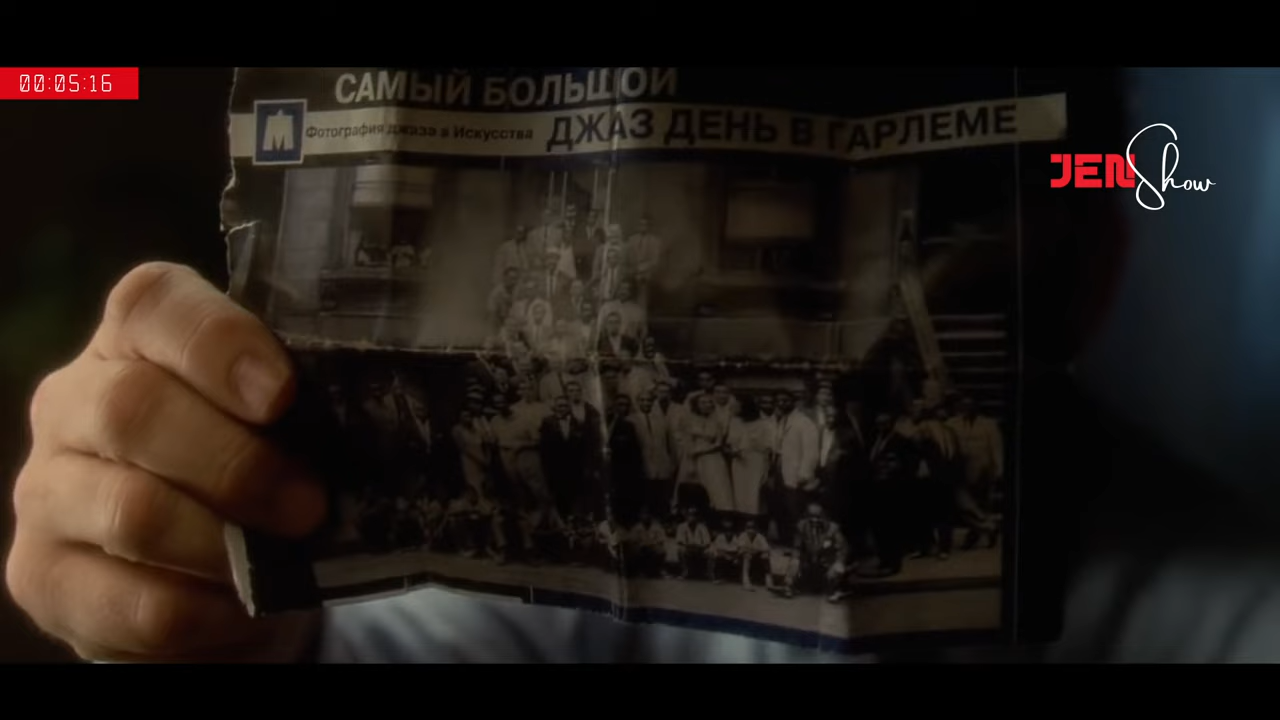 00:05:16
САМЫЙ БОЛЬШОЙ
Фотография джаза в Искусства
ДЖАЗ ДЕНЬ В ГАРЛЕМЕ
JEN Show